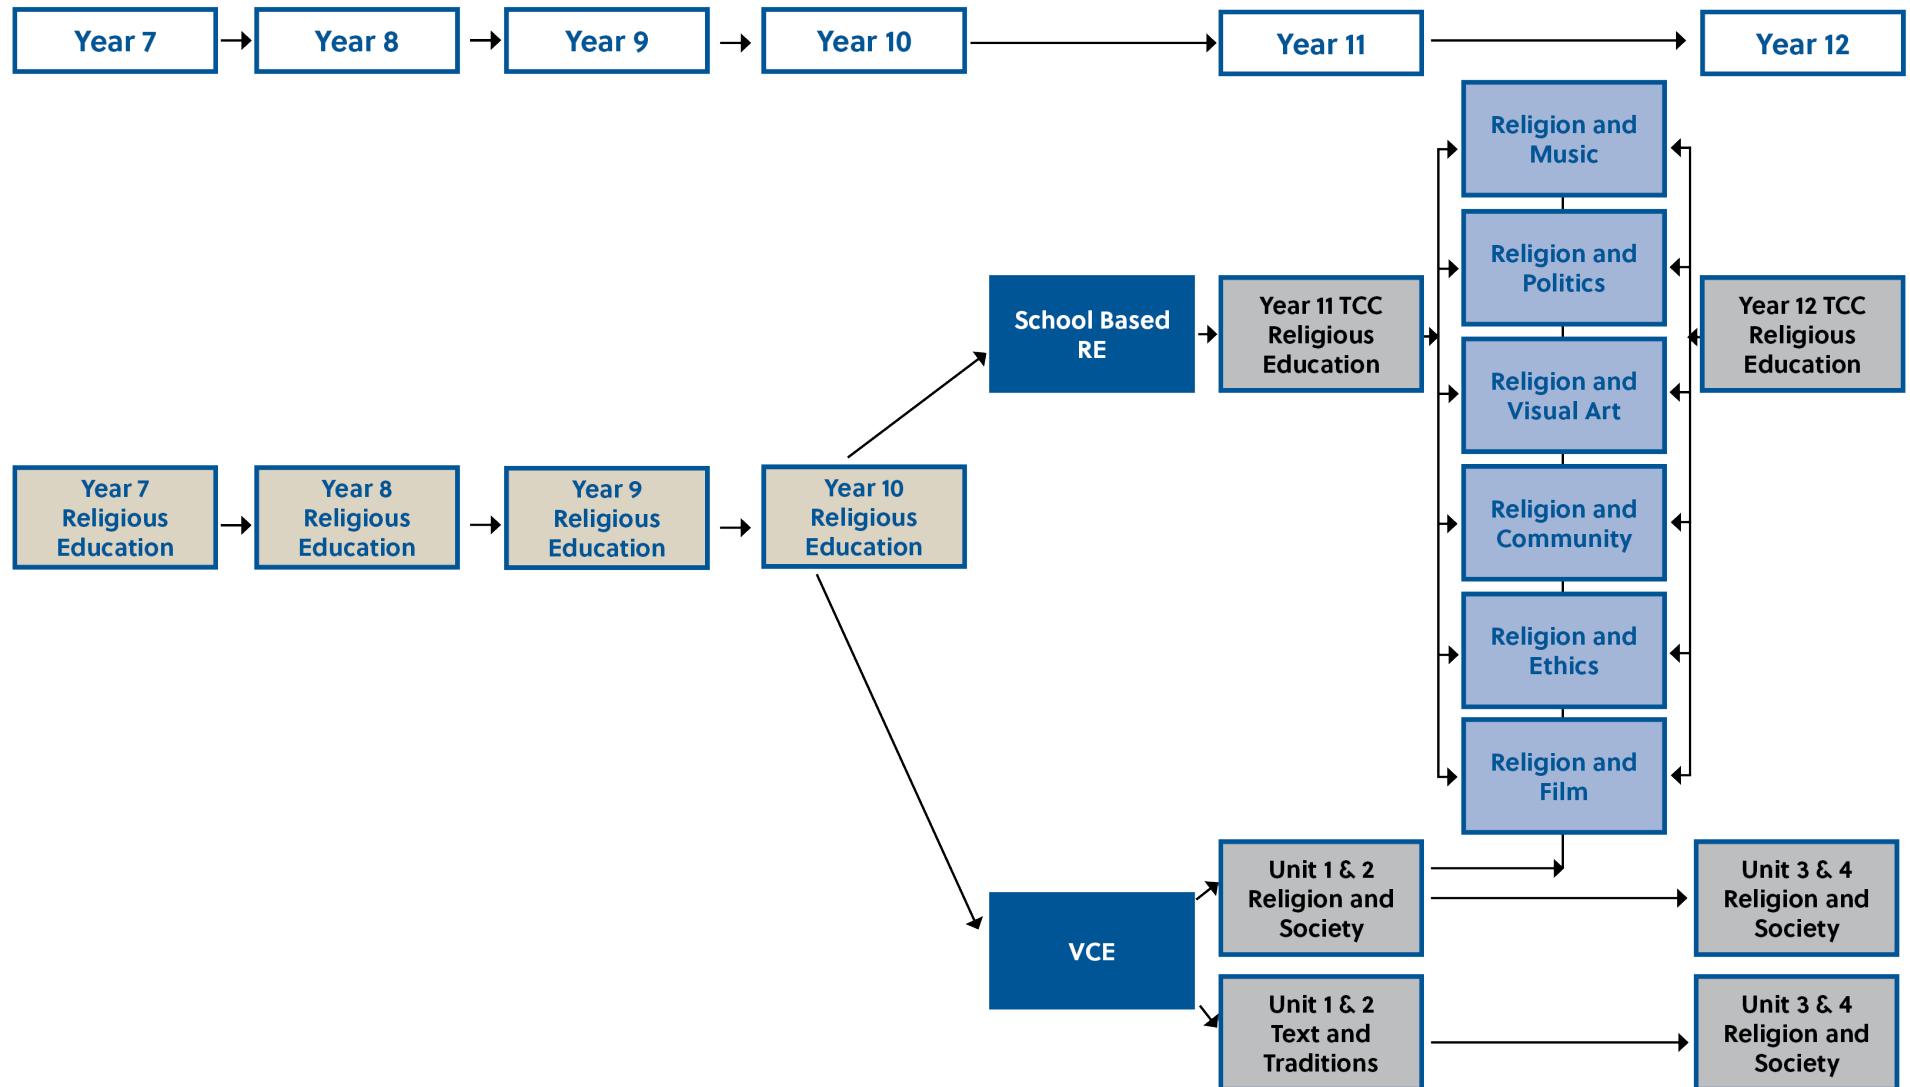 Year 7
Year 8
Year 9
Year 10
Year 11
Year 12
Religion and
Music
Religion and
Politics
School Based
RE
Year 11 TCC
Religious
Education
Year 12 TCC
Religious
Education
Religion and
Visual Art
Year 7
Religious
Education
Year 8
Religious
Education
Year 9
Religious
Education
Year 10
Religious
Education
Religion and
Community
Religion and
Ethics
Religion and
Film
VCE
Unit 1 & 2
Religion and
Society
Unit 3 & 4
Religion and
Society
Unit 1 & 2
Text and
Traditions
Unit 3 & 4
Religion and
Society